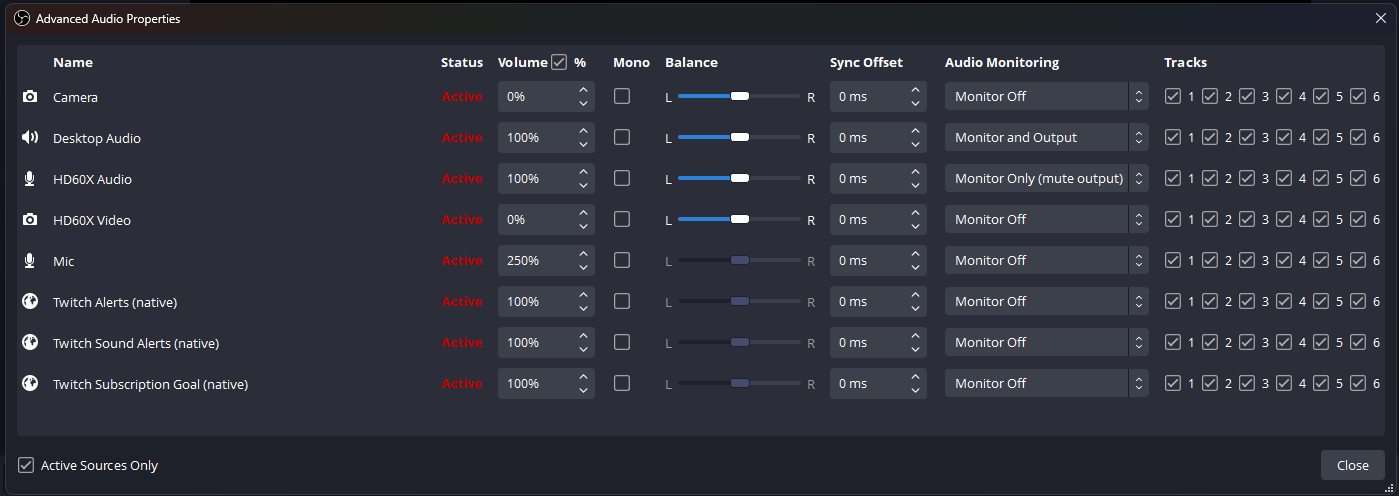 Advanced Audio Properties
Name Status Volume % Mono Balance Sync Offset Audio Monitoring Tracks
Camera Active 0% L R 0 ms Monitor Off 1 2 3 4 5 6
Desktop Audio Active 100% L R 0 ms Monitor and Output 1 2 3 4 5 6
HD60X Audio Active 100% L R 0 ms Monitor Only (mute output) 1 2 3 4 5 6
HD60X Video Active 0% L R 0 ms Monitor Off 1 2 3 4 5 6
Mic Active 250% L R 0 ms Monitor Off 1 2 3 4 5 6
Twitch Alerts (native) Active 100% L R 0 ms Monitor Off 1 2 3 4 5 6
Twitch Sound Alerts (native) Active 100% L R 0 ms Monitor Off 1 2 3 4 5 6
Twitch Subscription Goal (native) Active 100% L R 0 ms Monitor Off 1 2 3 4 5 6
Active Sources Only Close